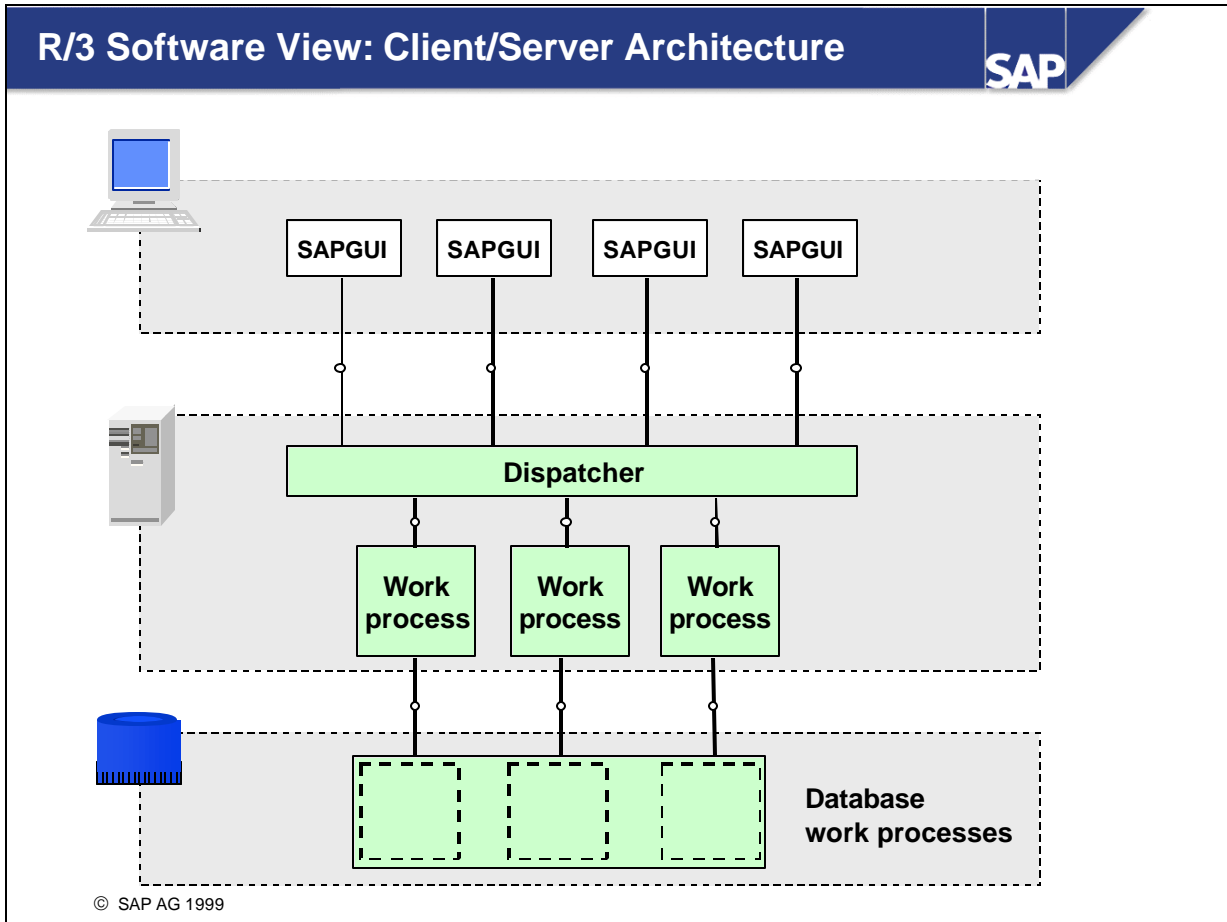 R/3 Software View: Client/Server Architecture
SAP
SAPGUI SAPGUI SAPGUI SAPGUI
Dispatcher
Work Work Work
process process process
Database
work processes
© SAP AG 1999